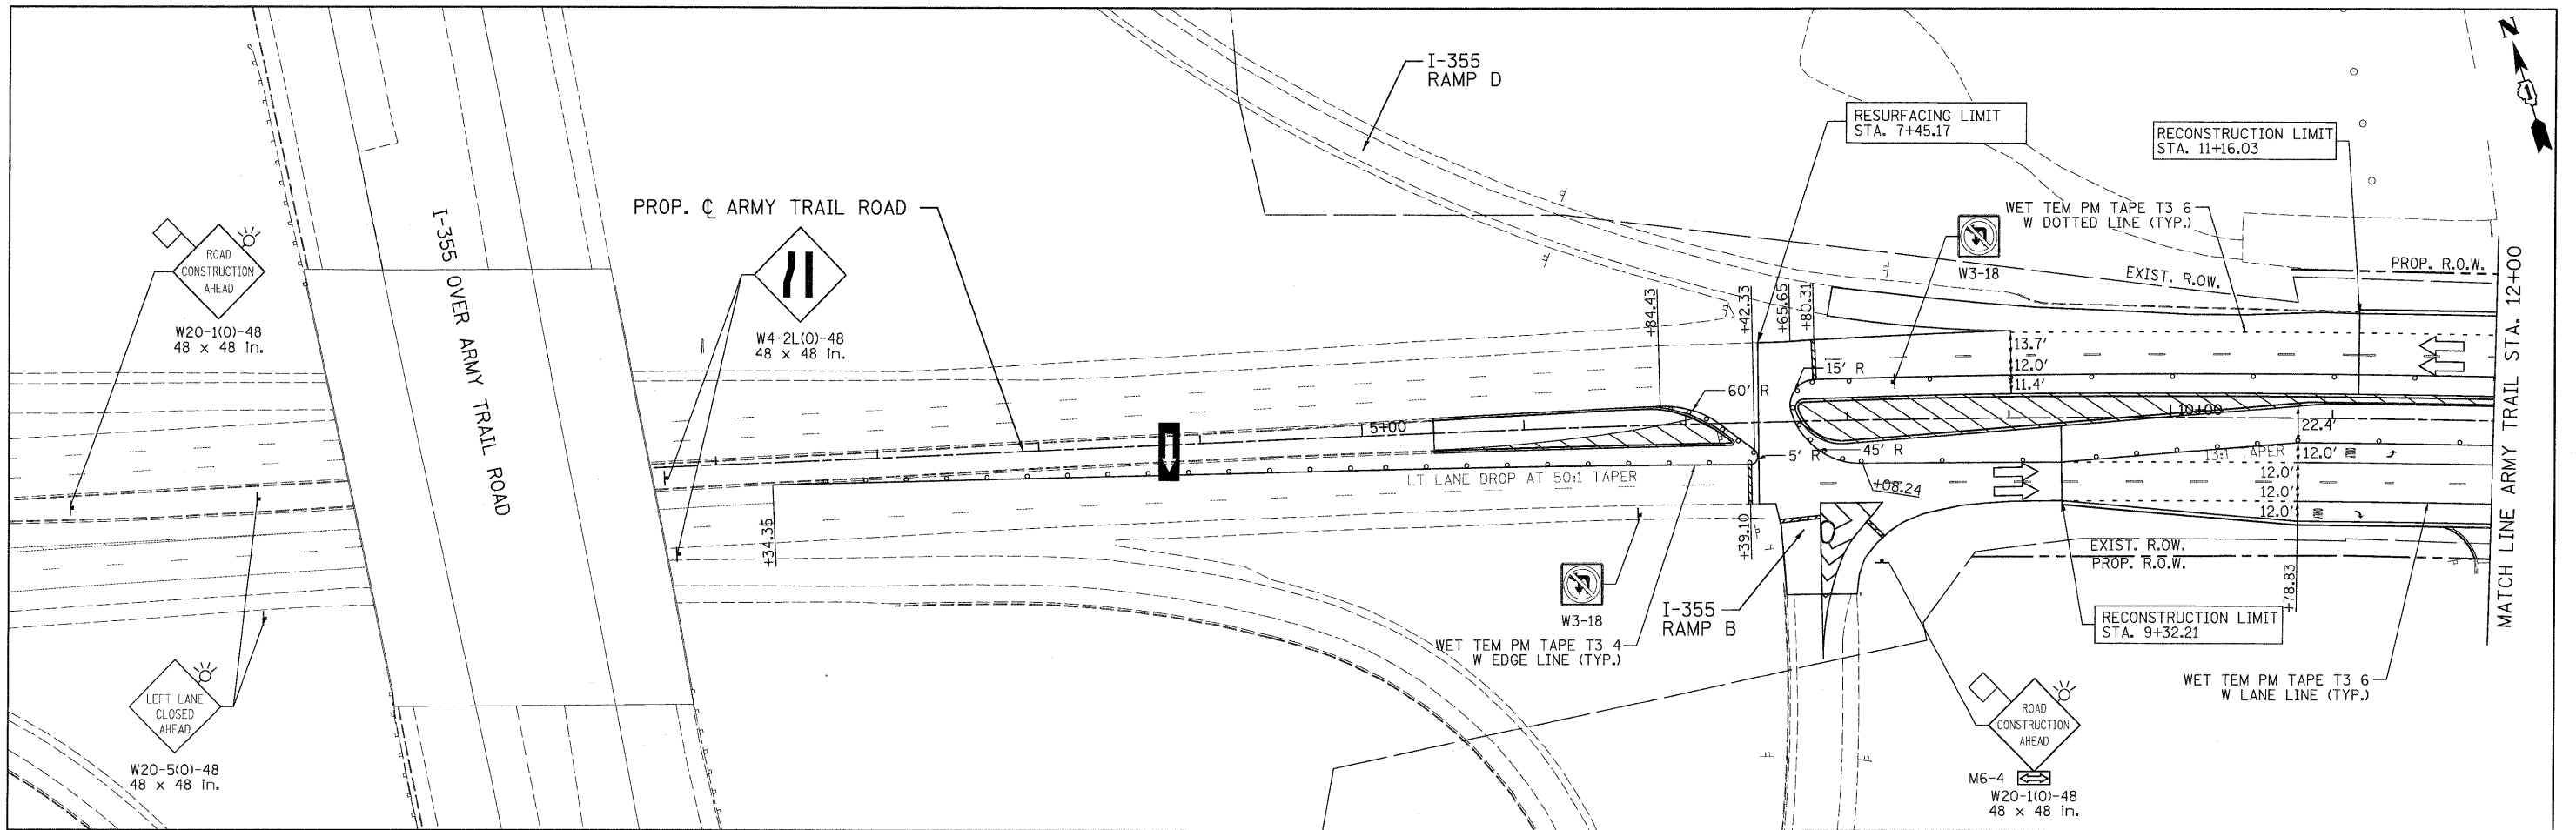 I-355
RAMP D
RESURFACING LIMIT
STA. 7+45.17
RECONSTRUCTION LIMIT
STA. 11+16.03
N
1
PROP. ℄ ARMY TRAIL ROAD
WET TEM PM TAPE T3 6
W DOTTED LINE (TYP.)
W3-18
ROAD
CONSTRUCTION
AHEAD
W20-1(O)-48
48 x 48 in.
I-355 OVER ARMY TRAIL ROAD
W4-2L(O)-48
48 x 48 in.
EXIST. R.O.W.
PROP. R.O.W.
+84.43
+42.33
+65.65
+80.31
13.7'
12.0'
11.4'
15' R
60' R
5+00
10+00
22.4'
5' R
45' R
13:1 TAPER
12.0'
12.0'
12.0'
12.0'
LT LANE DROP AT 50:1 TAPER
+08.24
+34.35
+39.10
+78.83
EXIST. R.O.W.
PROP. R.O.W.
W3-18
I-355
RAMP B
RECONSTRUCTION LIMIT
STA. 9+32.21
WET TEM PM TAPE T3 4
W EDGE LINE (TYP.)
WET TEM PM TAPE T3 6
W LANE LINE (TYP.)
LEFT LANE
CLOSED
AHEAD
W20-5(O)-48
48 x 48 in.
ROAD
CONSTRUCTION
AHEAD
M6-4
W20-1(O)-48
48 x 48 in.
MATCH LINE ARMY TRAIL STA. 12+00